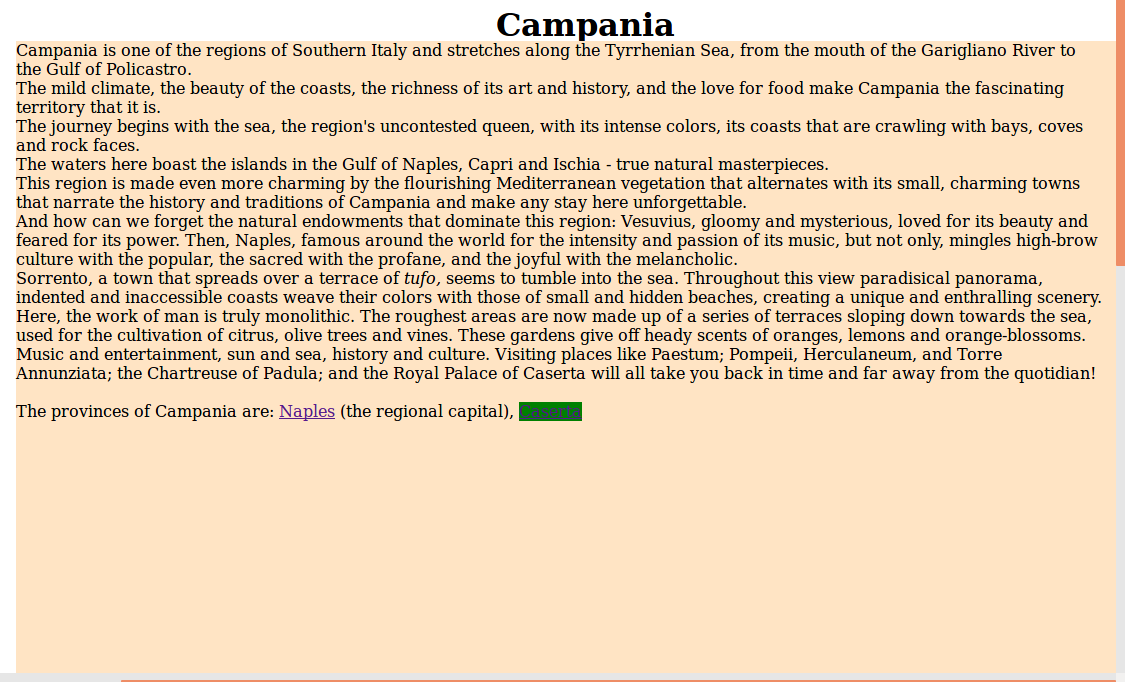 Campania
Campania is one of the regions of Southern Italy and stretches along the Tyrrhenian Sea, from the mouth of the Garigliano River to
the Gulf of Policastro.
The mild climate, the beauty of the coasts, the richness of its art and history, and the love for food make Campania the fascinating
territory that it is.
The journey begins with the sea, the region's uncontested queen, with its intense colors, its coasts that are crawling with bays, coves
and rock faces.
The waters here boast the islands in the Gulf of Naples, Capri and Ischia - true natural masterpieces.
This region is made even more charming by the flourishing Mediterranean vegetation that alternates with its small, charming towns
that narrate the history and traditions of Campania and make any stay here unforgettable.
And how can we forget the natural endowments that dominate this region: Vesuvius, gloomy and mysterious, loved for its beauty and
feared for its power. Then, Naples, famous around the world for the intensity and passion of its music, but not only, mingles high-brow
culture with the popular, the sacred with the profane, and the joyful with the melancholic.
Sorrento, a town that spreads over a terrace of tufo, seems to tumble into the sea. Throughout this view paradisical panorama,
indented and inaccessible coasts weave their colors with those of small and hidden beaches, creating a unique and enthralling scenery.
Here, the work of man is truly monolithic. The roughest areas are now made up of a series of terraces sloping down towards the sea,
used for the cultivation of citrus, olive trees and vines. These gardens give off heady scents of oranges, lemons and orange-blossoms.
Music and entertainment, sun and sea, history and culture. Visiting places like Paestum; Pompeii, Herculaneum, and Torre
Annunziata; the Chartreuse of Padula; and the Royal Palace of Caserta will all take you back in time and far away from the quotidian!
The provinces of Campania are: Naples (the regional capital), Caserta